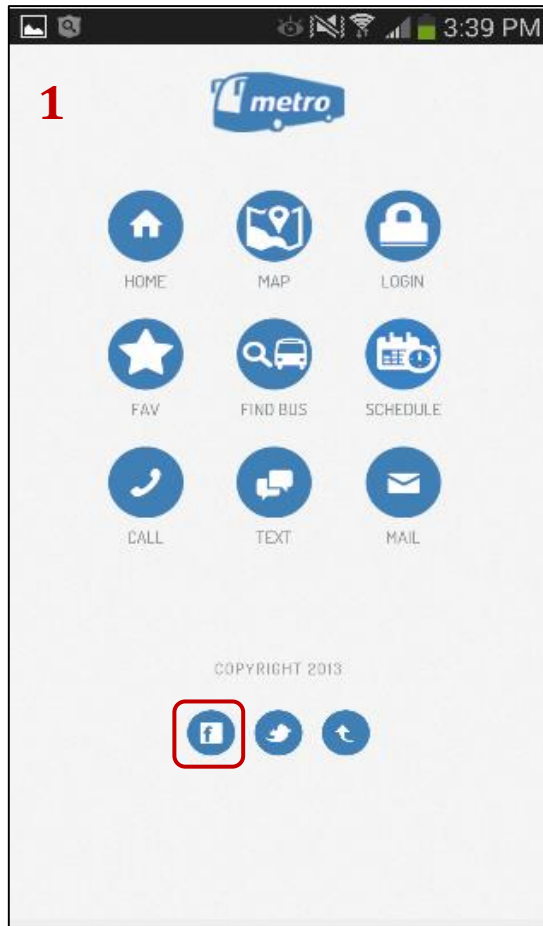 3:39 PM
1
metro
HOME MAP LOGIN
FAV FIND BUS SCHEDULE
CALL TEXT MAIL
COPYRIGHT 2013
f